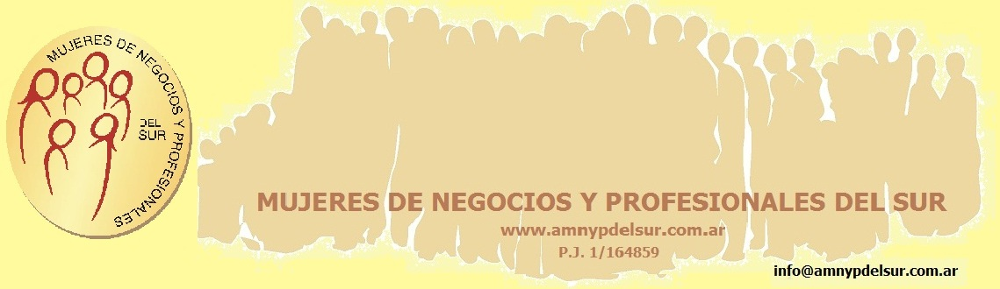 MUJERES DE NEGOCIOS Y PROFESIONALES
DEL
SUR
MUJERES DE NEGOCIOS Y PROFESIONALES DEL SUR
www.amnypdelsur.com.ar
P.J. 1/164859
info@amnypdelsur.com.ar